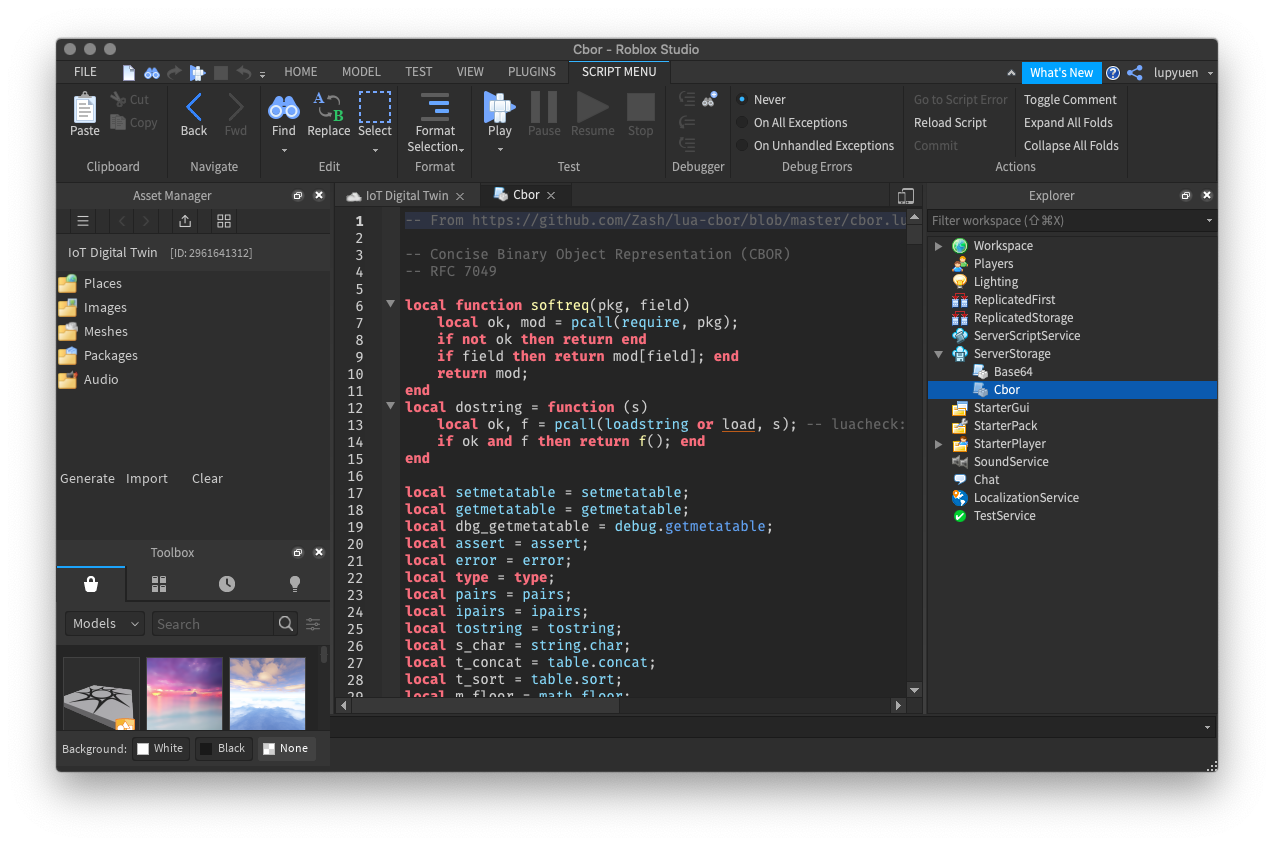 Cbor - Roblox Studio
FILE HOME MODEL TEST VIEW PLUGINS SCRIPT MENU What's New lupyuen
Paste Cut Copy
Clipboard
Back Fwd
Navigate
Find Replace Select
Edit
Format Selection
Format
Play Pause Resume Stop
Test
Debugger
Never
On All Exceptions
On Unhandled Exceptions
Debug Errors
Go to Script Error
Reload Script
Commit
Toggle Comment
Expand All Folds
Collapse All Folds
Actions
Asset Manager
IoT Digital Twin [ID: 2961641312]
Places
Images
Meshes
Packages
Audio
Generate Import Clear
Toolbox
Models Search
Background: White Black None
IoT Digital Twin Cbor
1 -- From https://github.com/Zash/lua-cbor/blob/master/cbor.lu
2
3 -- Concise Binary Object Representation (CBOR)
4 -- RFC 7049
5
6 local function softreq(pkg, field)
7 local ok, mod = pcall(require, pkg);
8 if not ok then return end
9 if field then return mod[field]; end
10 return mod;
11 end
12 local dostring = function (s)
13 local ok, f = pcall(loadstring or load, s); -- luacheck:
14 if ok and f then return f(); end
15 end
16
17 local setmetatable = setmetatable;
18 local getmetatable = getmetatable;
19 local dbg_getmetatable = debug.getmetatable;
20 local assert = assert;
21 local error = error;
22 local type = type;
23 local pairs = pairs;
24 local ipairs = ipairs;
25 local tostring = tostring;
26 local s_char = string.char;
27 local t_concat = table.concat;
28 local t_sort = table.sort;
29 local m_floor = math.floor;
Explorer
Filter workspace (⇧⌘X)
Workspace
Players
Lighting
ReplicatedFirst
ReplicatedStorage
ServerScriptService
ServerStorage
Base64
Cbor
StarterGui
StarterPack
StarterPlayer
SoundService
Chat
LocalizationService
TestService